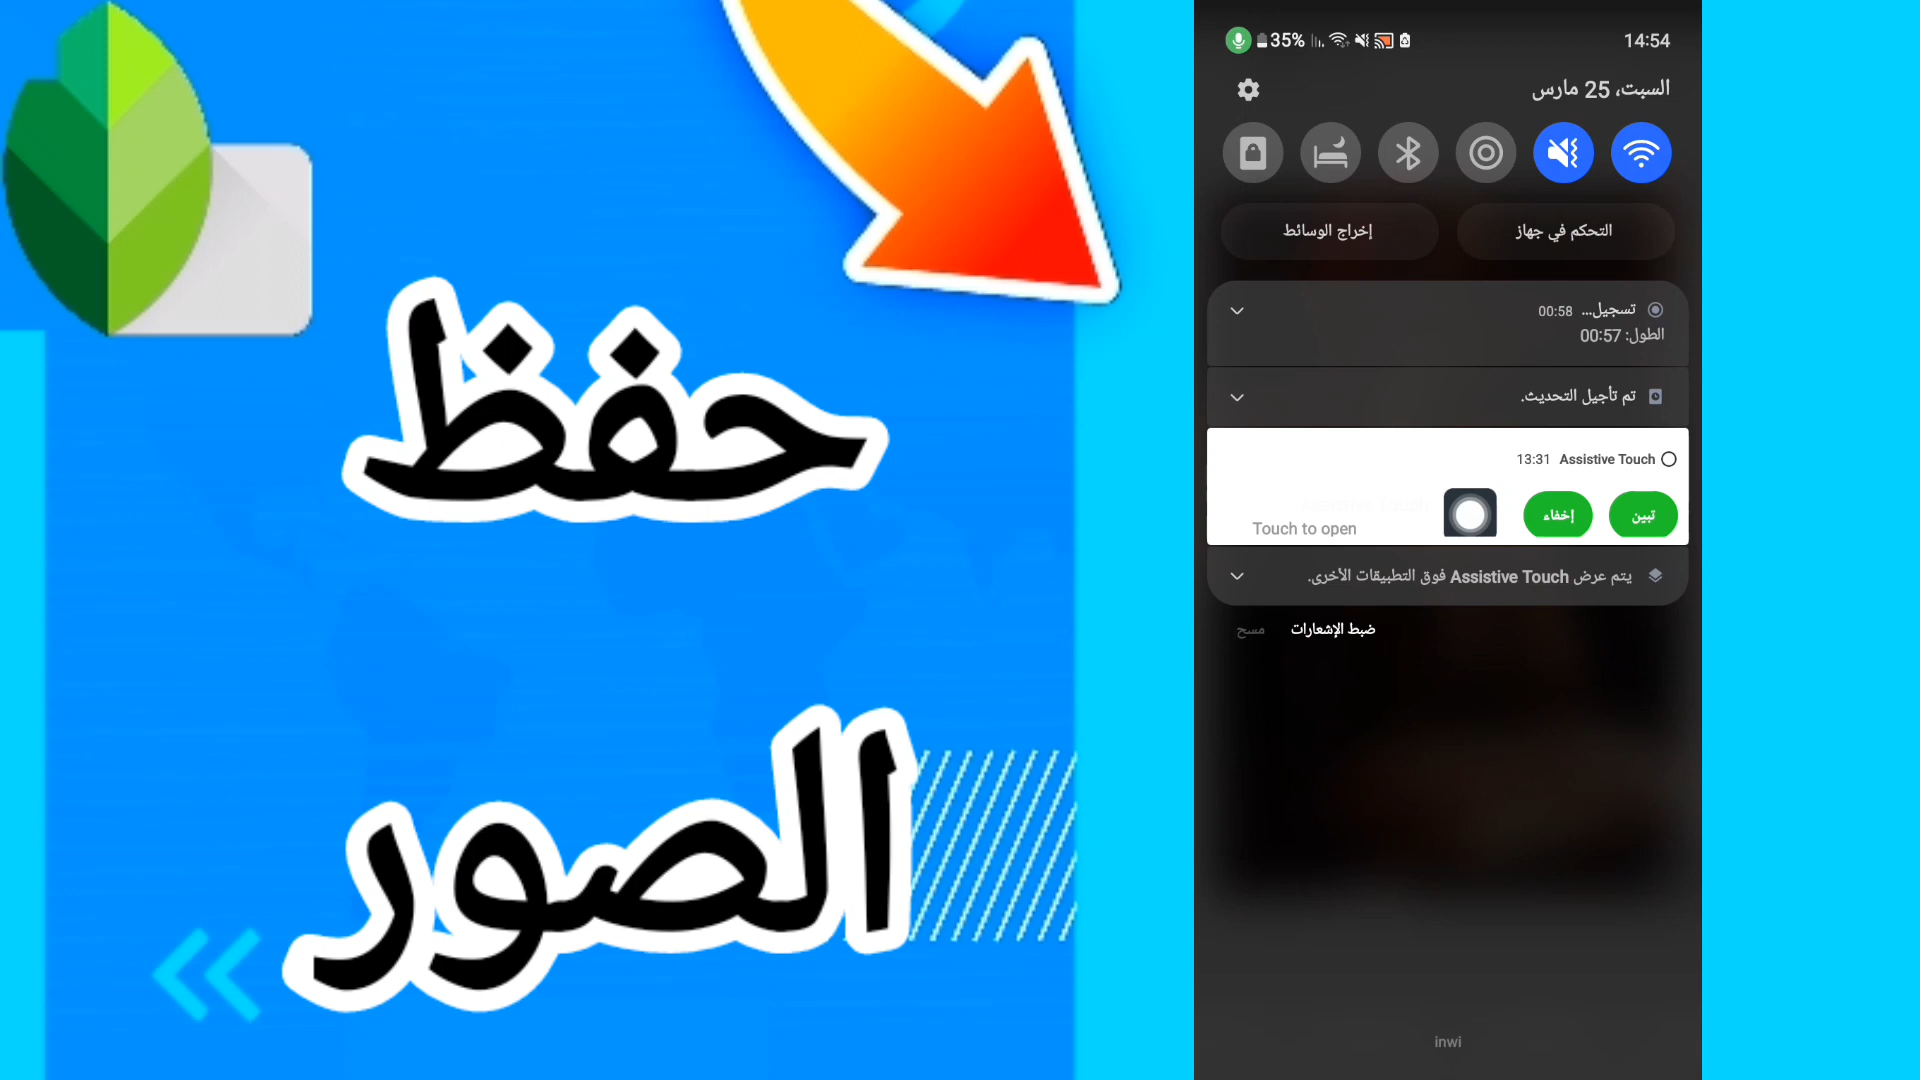 حفظ
الصور
35%
14:54
السبت، 25 مارس
التحكم في جهاز
إخراج الوسائط
تسجيل... 00:58
الطول: 00:57
تم تأجيل التحديث.
Assistive Touch 13:31
تبين
إخفاء
Touch to open
يتم عرض Assistive Touch فوق التطبيقات الأخرى.
ضبط الإشعارات
مسح
inwi